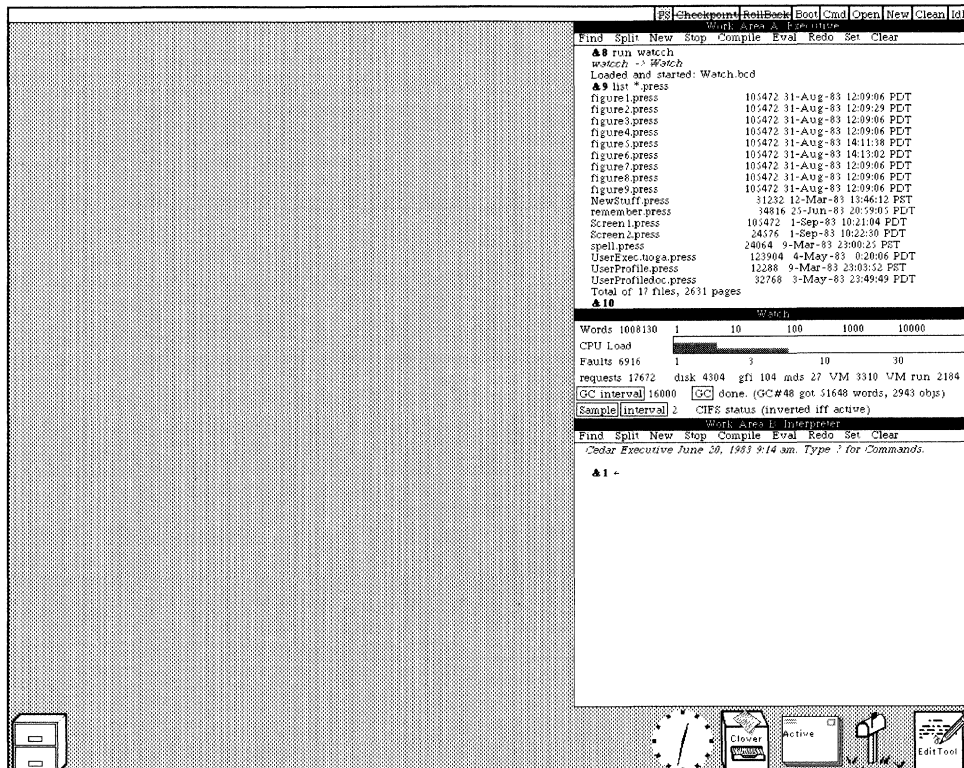 PS Checkpoint RollBack Boot Cmd Open New Clean Idl
Work Area A: Executive
Find Split New Stop Compile Eval Redo Set Clear
&8 run watcch
watcch -> Watch
Loaded and started: Watch.bcd
&9 list *.press
figure1.press 105472 31-Aug-83 12:09:06 PDT
figure2.press 105472 31-Aug-83 12:09:29 PDT
figure3.press 105472 31-Aug-83 12:09:06 PDT
figure4.press 105472 31-Aug-83 12:09:06 PDT
figure5.press 105472 31-Aug-83 14:11:38 PDT
figure6.press 105472 31-Aug-83 14:13:02 PDT
figure7.press 105472 31-Aug-83 12:09:06 PDT
figure8.press 105472 31-Aug-83 12:09:06 PDT
figure9.press 105472 31-Aug-83 12:09:06 PDT
NewStuff.press 31232 12-Mar-83 13:46:12 PST
remember.press 34816 25-Jun-83 20:59:05 PDT
Screen1.press 105472 1-Sep-83 10:21:04 PDT
Screen2.press 24576 1-Sep-83 10:22:30 PDT
spell.press 24064 9-Mar-83 23:00:25 PST
UserExec.tioga.press 123904 4-May-83 0:20:06 PDT
UserProfile.press 12288 9-Mar-83 23:03:52 PST
UserProfiledoc.press 32768 3-May-83 23:49:49 PDT
Total of 17 files, 2631 pages
&10
Watch
Words 1008130 1 10 100 1000 10000
CPU Load
Faults 6916 1 3 10 30
requests 17672 disk 4304 gfi 104 mds 27 VM 3310 VM run 2184
GC interval 16000 GC done. (GC#48 got 51648 words, 2943 objs)
Sample interval 2 CIFS status (inverted iff active)
Work Area B: Interpreter
Find Split New Stop Compile Eval Redo Set Clear
Cedar Executive June 20, 1983 9:14 am. Type ? for Commands.
&1 ←
Clover
Active
EditTool